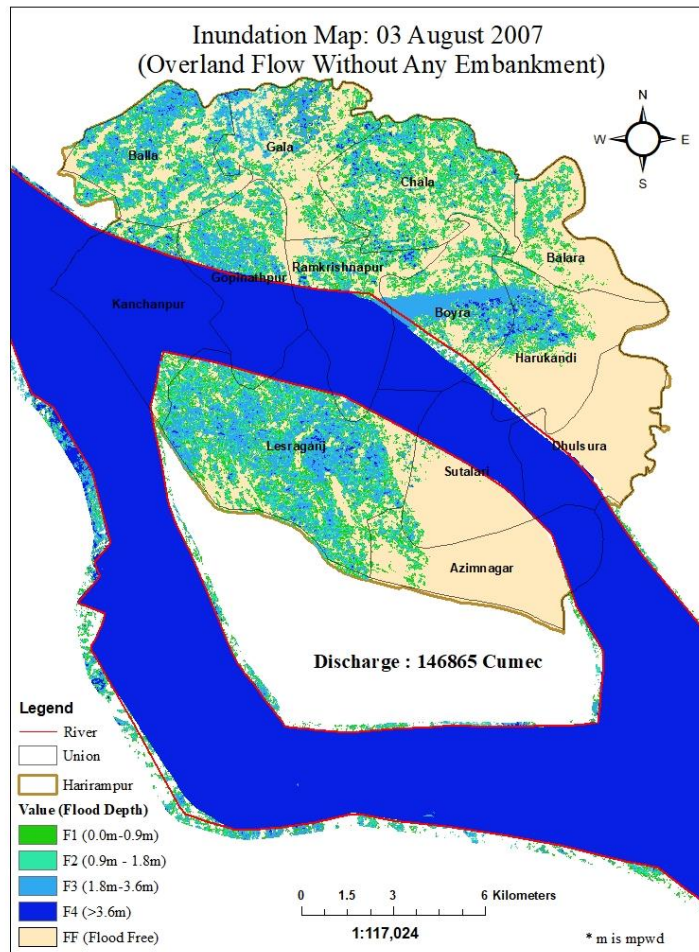 Inundation Map: 03 August 2007
(Overland Flow Without Any Embankment)
N
W E
S
Balla
Gala
Chala
Balara
Gopinathpur
Ramkrishnapur
Kanchanpur
Boyra
Harukandi
Lesraganj
Sutalari
Dhulsura
Azimnagar
Discharge : 146865 Cumec
Legend
River
Union
Harirampur
Value (Flood Depth)
F1 (0.0m-0.9m)
F2 (0.9m - 1.8m)
F3 (1.8m-3.6m)
F4 (>3.6m)
FF (Flood Free)
0 1.5 3 6 Kilometers
1:117,024
* m is mpwd